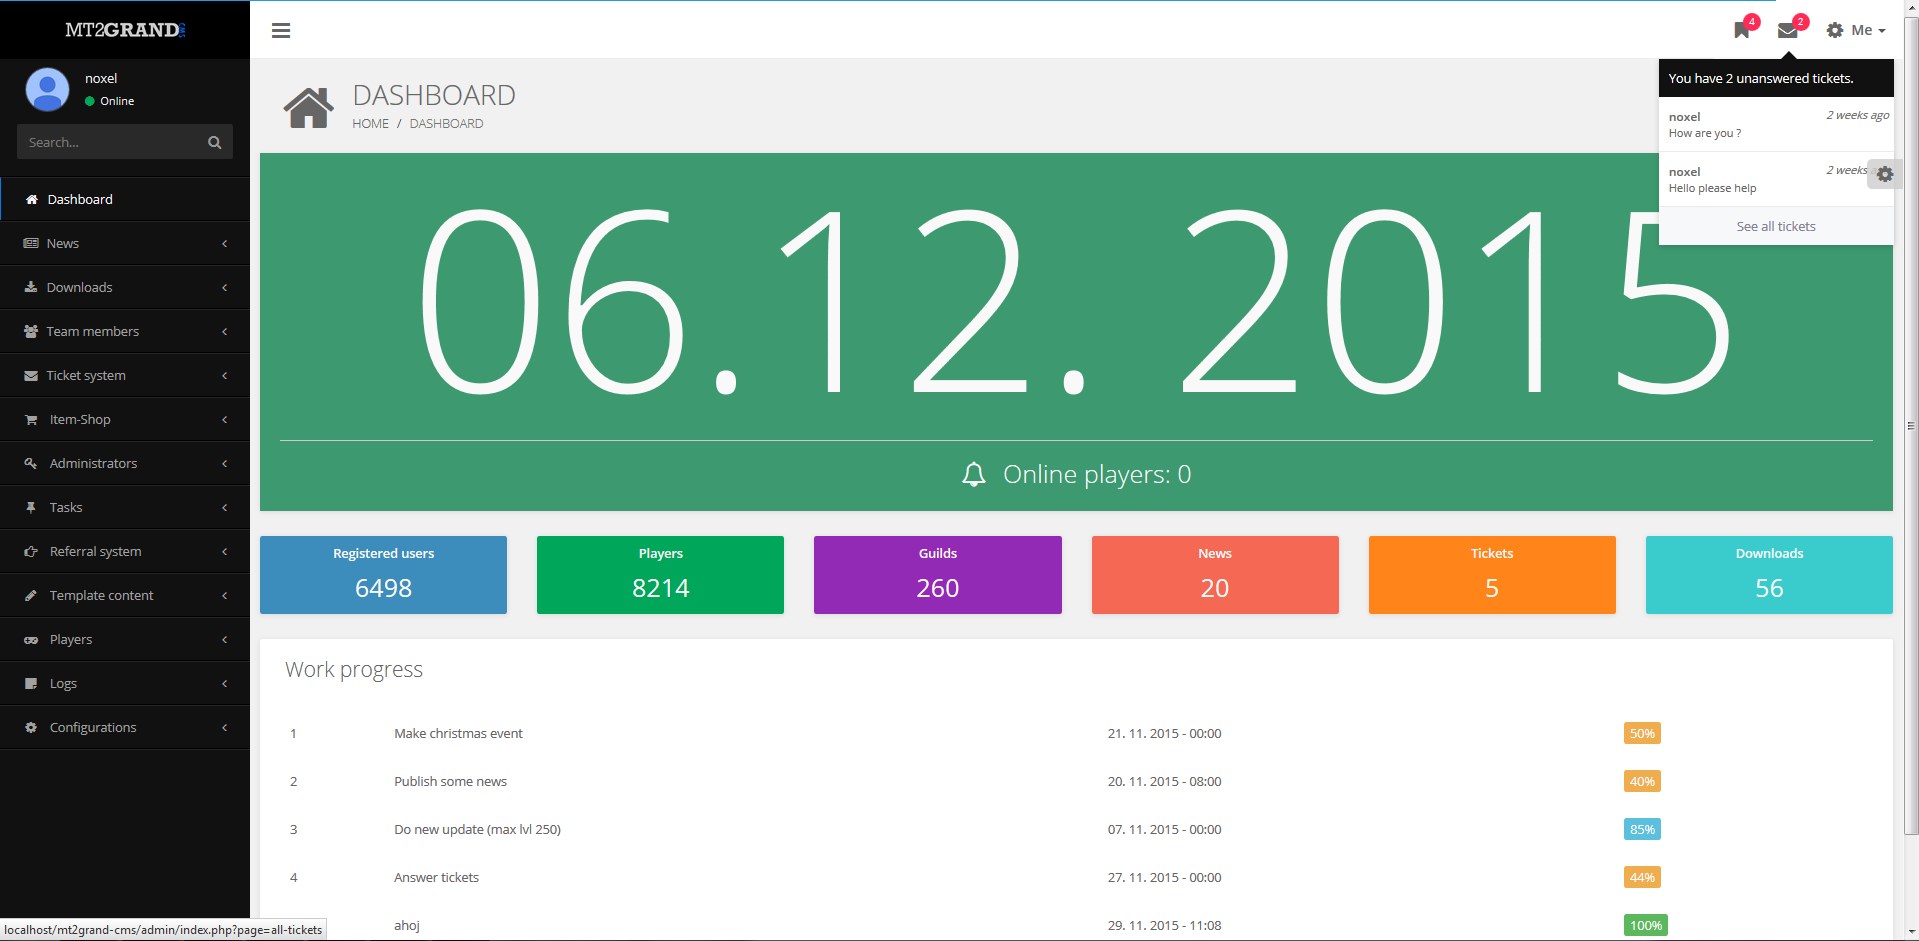 MT2GRAND CMS
4
2
Me
noxel
Online
Search...
Dashboard
News
Downloads
Team members
Ticket system
Item-Shop
Administrators
Tasks
Referral system
Template content
Players
Logs
Configurations
DASHBOARD
HOME / DASHBOARD
You have 2 unanswered tickets.
noxel 2 weeks ago
How are you ?
noxel 2 weeks
Hello please help
See all tickets
06.12. 2015
Online players: 0
Registered users
6498
Players
8214
Guilds
260
News
20
Tickets
5
Downloads
56
Work progress
1 Make christmas event 21. 11. 2015 - 00:00 50%
2 Publish some news 20. 11. 2015 - 08:00 40%
3 Do new update (max lvl 250) 07. 11. 2015 - 00:00 85%
4 Answer tickets 27. 11. 2015 - 00:00 44%
ahoj 29. 11. 2015 - 11:08 100%
localhost/mt2grand-cms/admin/index.php?page=all-tickets